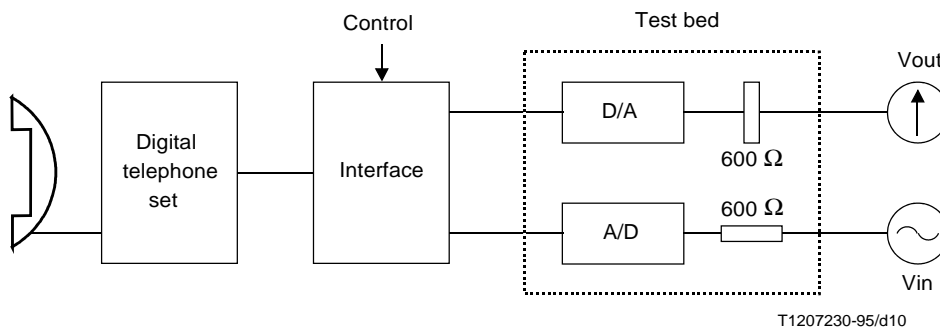 Test bed
Control
Vout
D/A
Digital
telephone
set
Interface
600 Ω
600 Ω
A/D
Vin
T1207230-95/d10